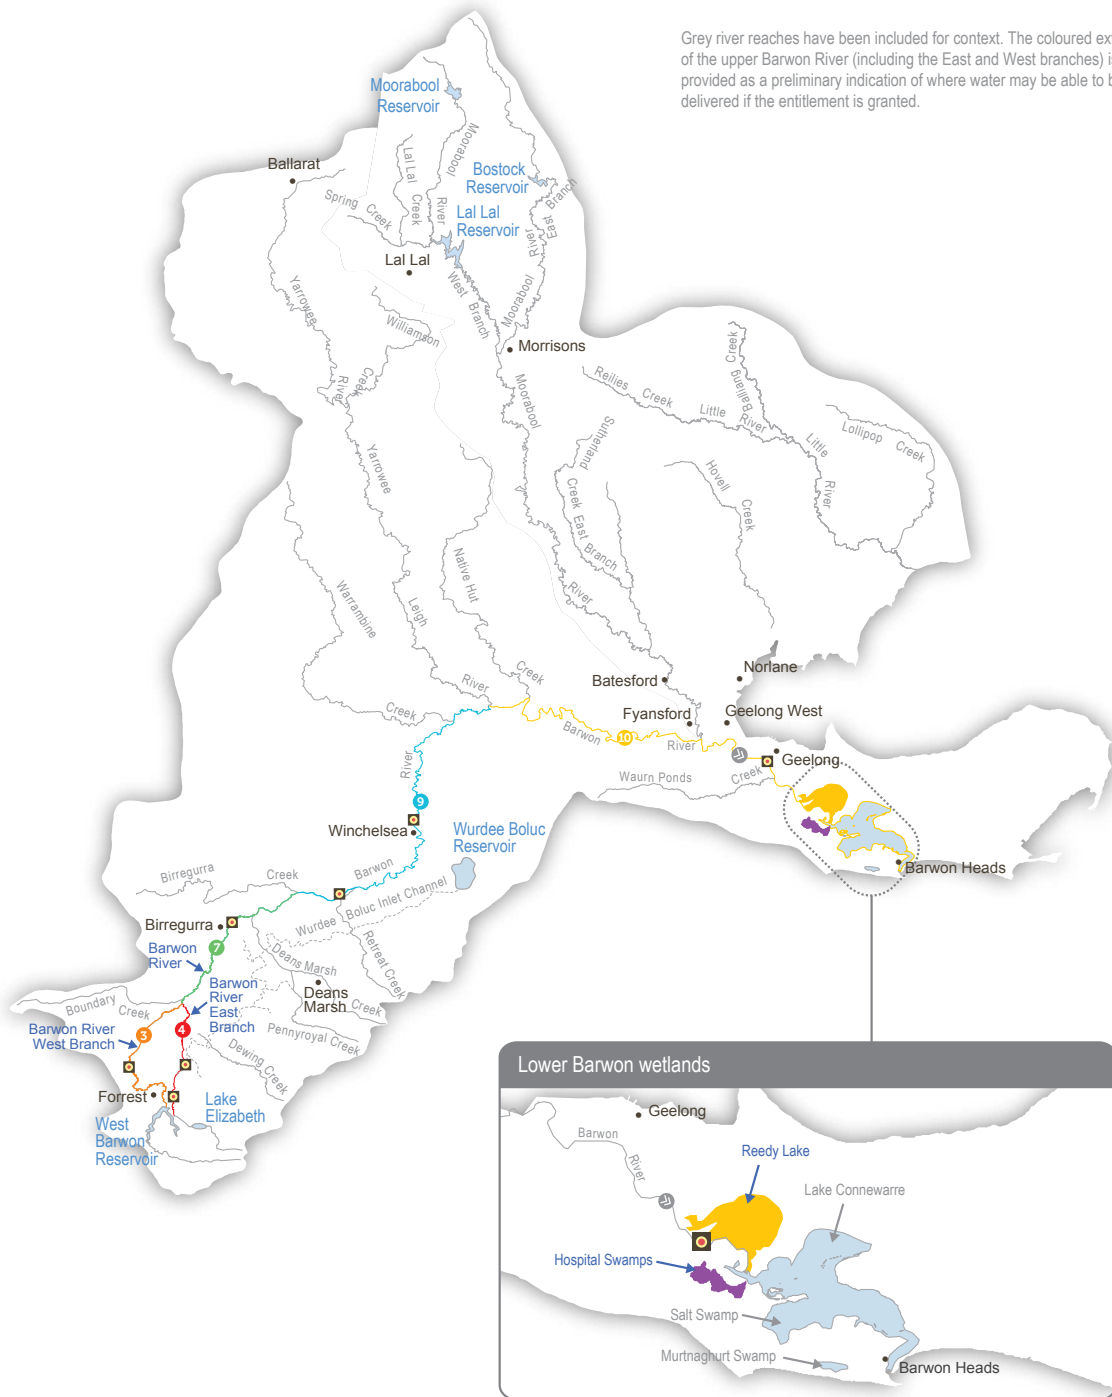 Grey river reaches have been included for context. The coloured ex
of the upper Barwon River (including the East and West branches) i
provided as a preliminary indication of where water may be able to b
delivered if the entitlement is granted.
Moorabool
Reservoir
Ballarat
Lal Lal
Creek
Moorabool
River
Bostock
Reservoir
Spring Creek
Lal Lal
Reservoir
East Branch
Moorabool River
Lal Lal
West Branch
Yarrowee
River
Williamson
Creek
Morrisons
Moorabool
River
Reilies Creek
Little River
Ballang Creek
Lollipop Creek
Little
River
Sutherland
Creek East Branch
Hovell
Creek
Yarrowee
Native Hut
Creek
Warrambine
Creek
Leigh
River
Batesford
Norlane
Fyansford
Geelong West
10
Barwon
River
Geelong
Waurn Ponds
Creek
River
9
Winchelsea
Wurdee Boluc
Reservoir
Barwon Heads
Birregurra
Creek
Barwon
Wurdee Boluc Inlet Channel
Birregurra
Retreat Creek
7
Barwon
River
Deans Marsh
Creek
Deans
Marsh
Boundary
Creek
Barwon
River
East
Branch
Pennyroyal Creek
3
4
Barwon River
West Branch
Dewing Creek
Forrest
Lake
Elizabeth
West
Barwon
Reservoir
Lower Barwon wetlands
Geelong
Barwon
River
Reedy Lake
Lake Connewarre
Hospital Swamps
Salt Swamp
Murtnaghurt Swamp
Barwon Heads